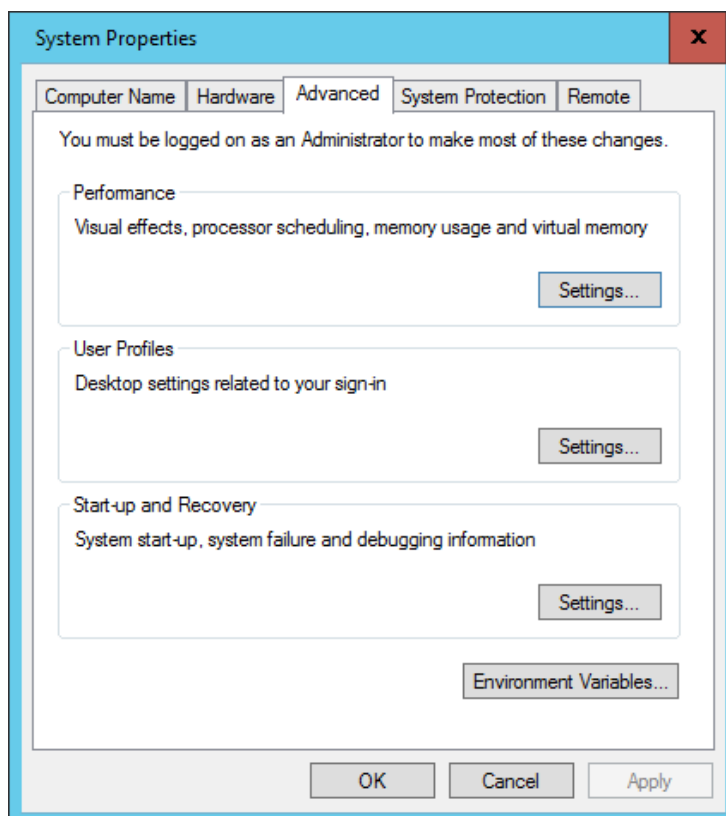 System Properties
x
Computer Name Hardware Advanced System Protection Remote
You must be logged on as an Administrator to make most of these changes.
Performance
Visual effects, processor scheduling, memory usage and virtual memory
Settings...
User Profiles
Desktop settings related to your sign-in
Settings...
Start-up and Recovery
System start-up, system failure and debugging information
Settings...
Environment Variables...
OK Cancel Apply